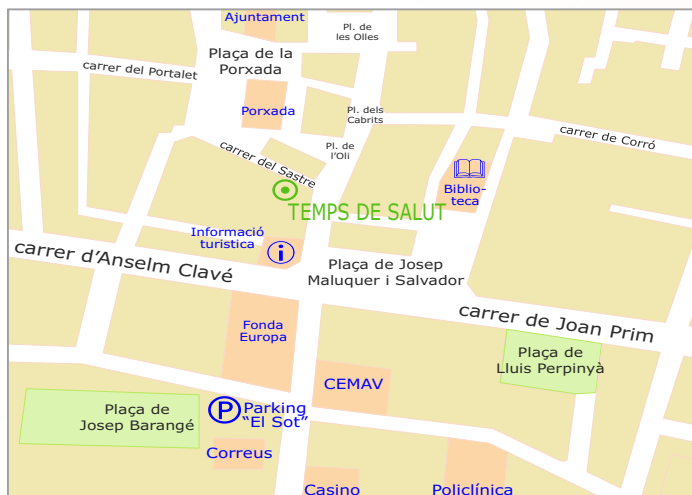 Ajuntament
Pl. de
les Olles
Plaça de la
Porxada
carrer del Portalet
Porxada
Pl. dels
Cabrits
carrer de Corró
Pl. de
l'Oli
carrer del Sastre
Biblio-
teca
TEMPS DE SALUT
Informació
turistica
i
carrer d'Anselm Clavé
Plaça de Josep
Maluquer i Salvador
carrer de Joan Prim
Fonda
Europa
Plaça de
Lluis Perpinyà
CEMAV
Plaça de
Josep Barangé
P
Parking
"El Sot"
Correus
Casino
Policlínica